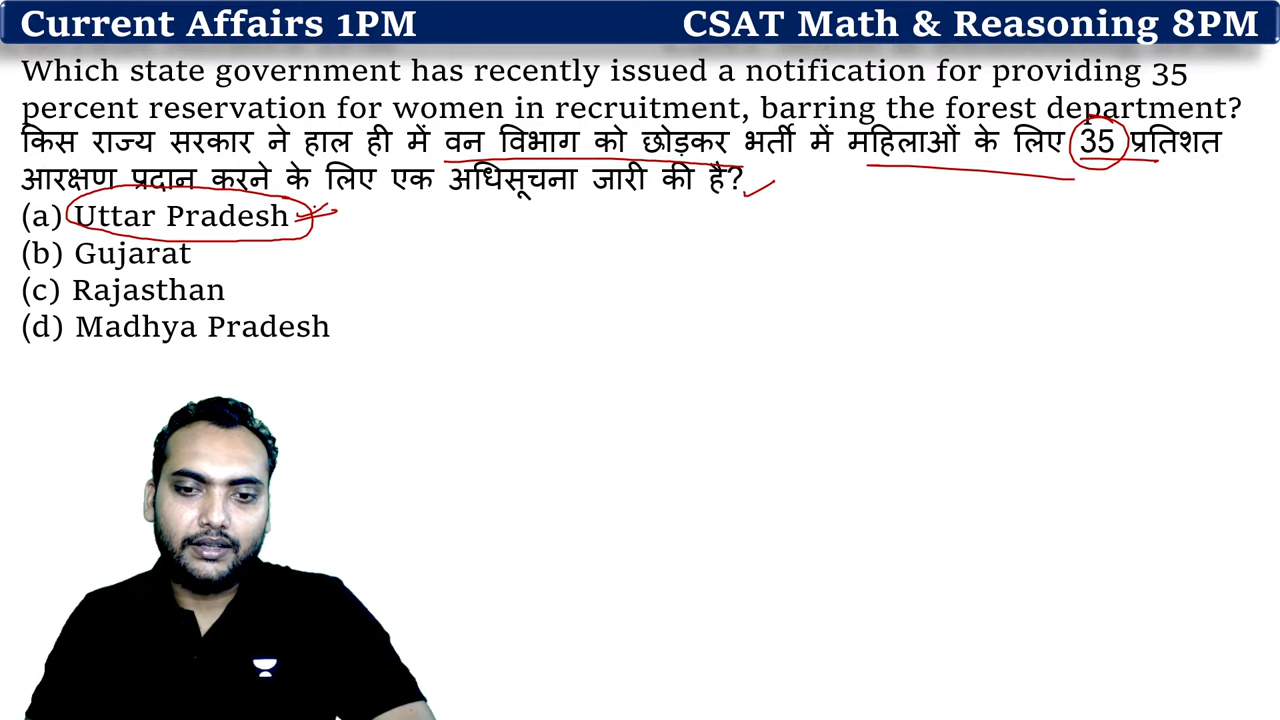 Current Affairs 1PM
CSAT Math & Reasoning 8PM
Which state government has recently issued a notification for providing 35
percent reservation for women in recruitment, barring the forest department?
किस राज्य सरकार ने हाल ही में वन विभाग को छोड़कर भर्ती में महिलाओं के लिए 35 प्रतिशत
आरक्षण प्रदान करने के लिए एक अधिसूचना जारी की है?
(a) Uttar Pradesh
(b) Gujarat
(c) Rajasthan
(d) Madhya Pradesh